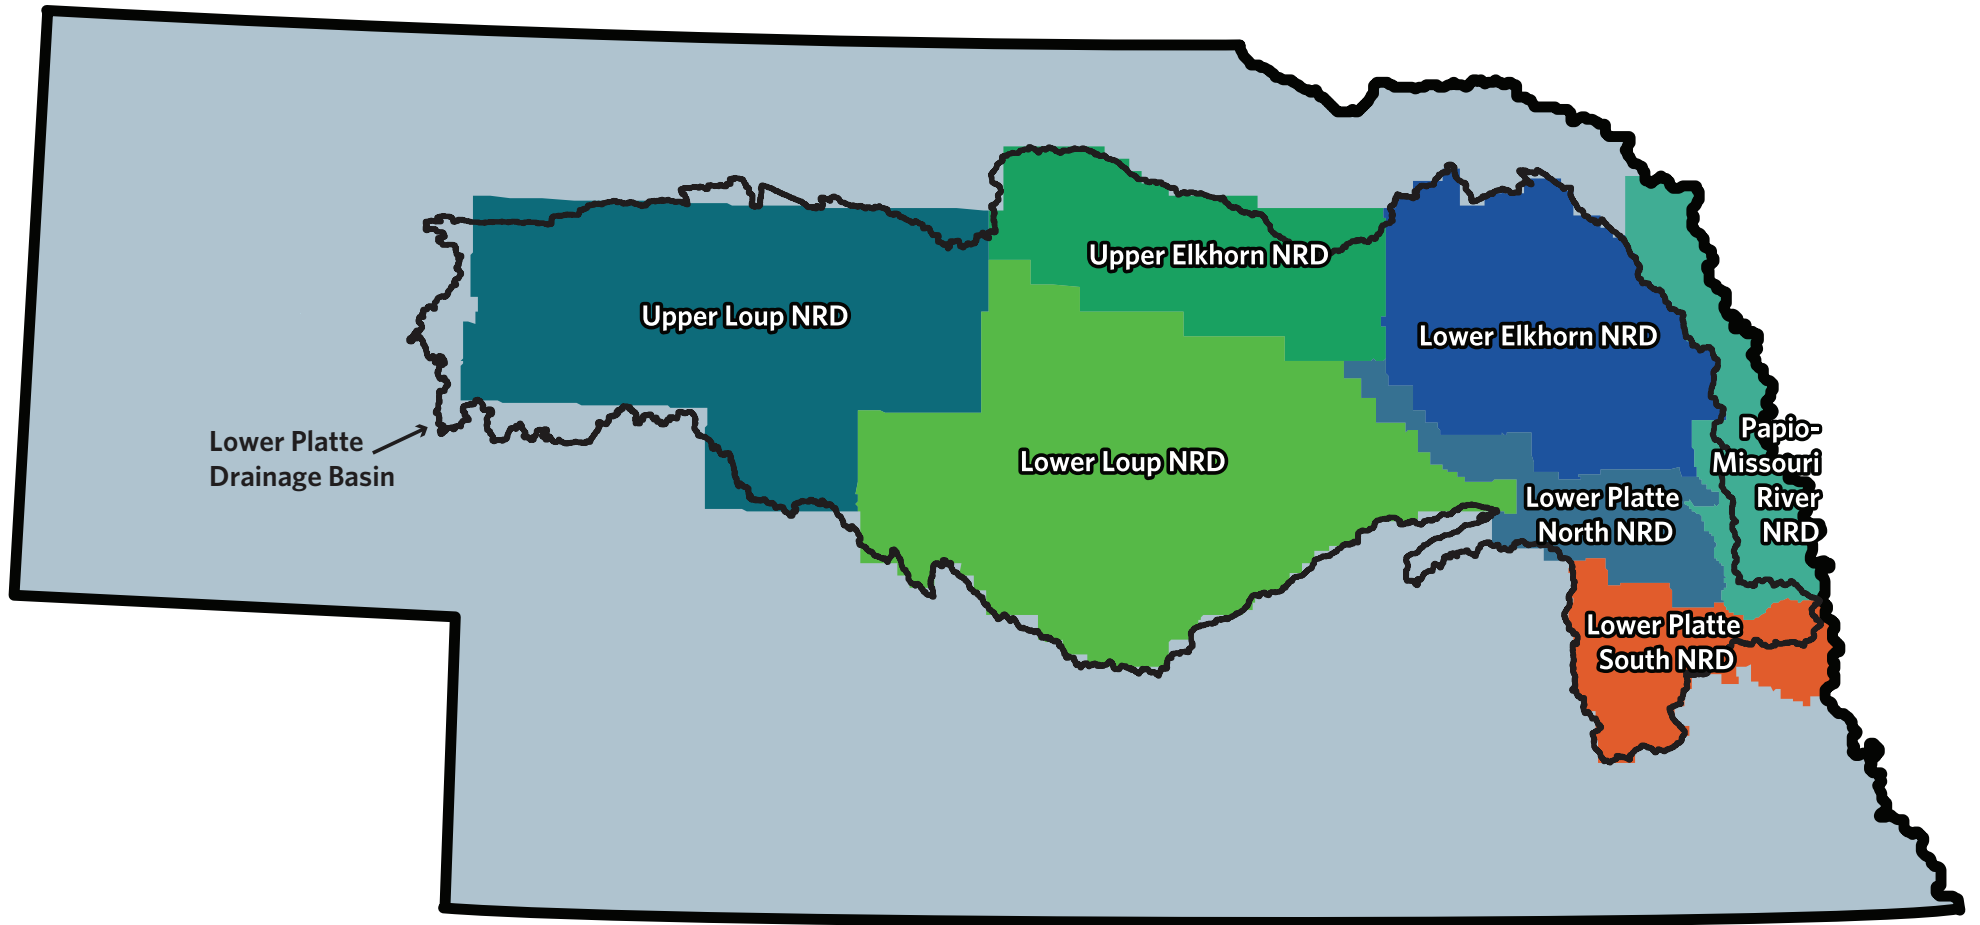 Upper Elkhorn NRD
Upper Loup NRD
Lower Elkhorn NRD
Lower Platte
Drainage Basin
Lower Loup NRD
Papio-
Missouri
River
NRD
Lower Platte
North NRD
Lower Platte
South NRD